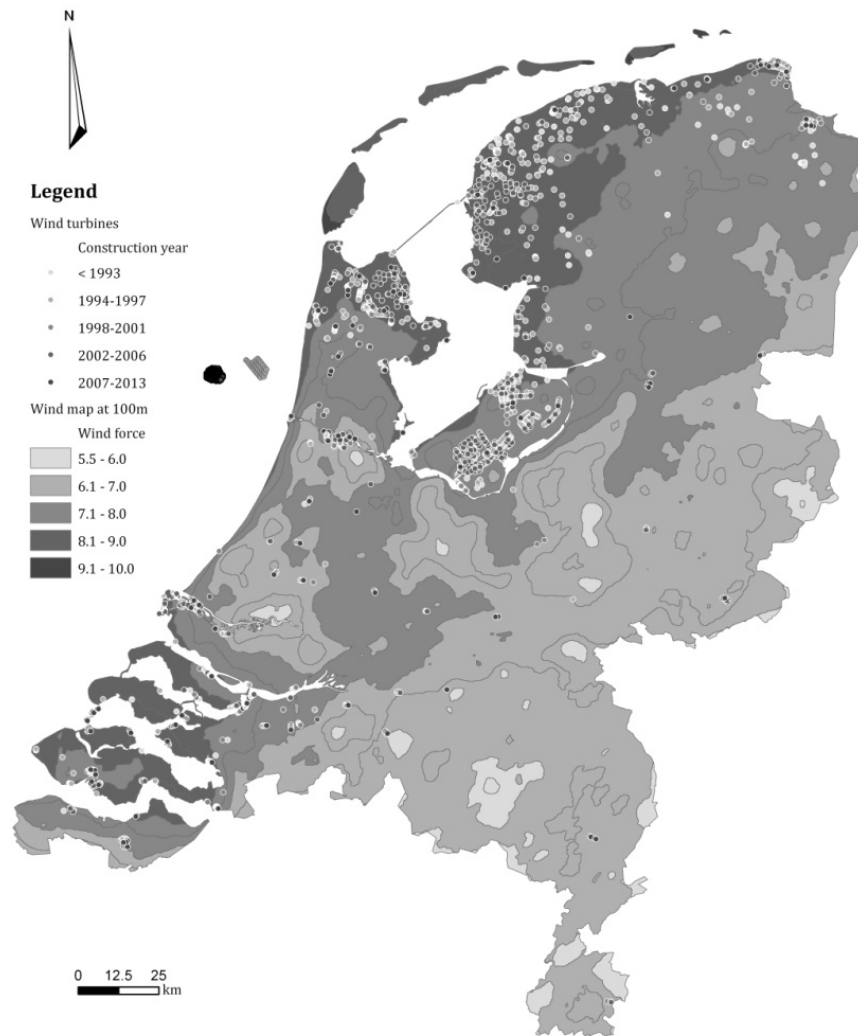 N
Legend
Wind turbines
Construction year
< 1993
1994-1997
1998-2001
2002-2006
2007-2013
Wind map at 100m
Wind force
5.5 - 6.0
6.1 - 7.0
7.1 - 8.0
8.1 - 9.0
9.1 - 10.0
0 12.5 25
km